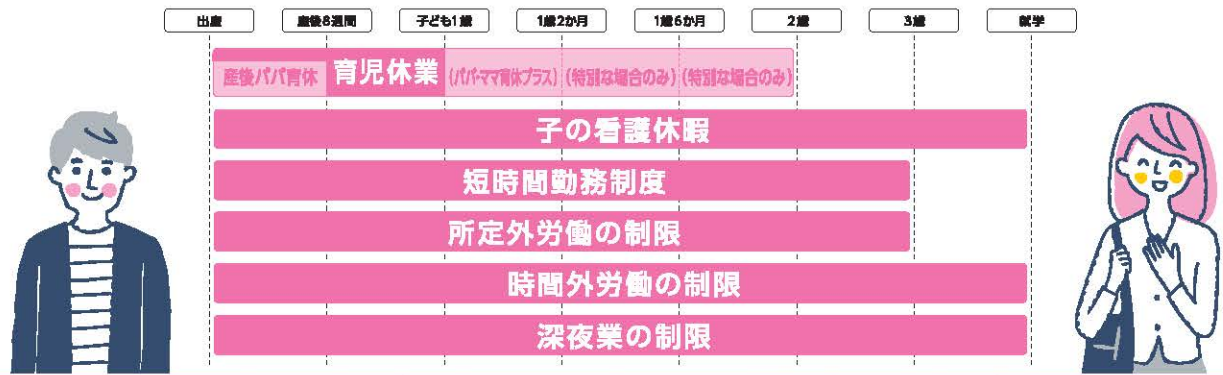 出産 産後8週間 子ども1歳 1歳2か月 1歳6か月 2歳 3歳 就学
産後パパ育休 育児休業 (パパ・ママ育休プラス) (特別な場合のみ) (特別な場合のみ)
子の看護休暇
短時間勤務制度
所定外労働の制限
時間外労働の制限
深夜業の制限